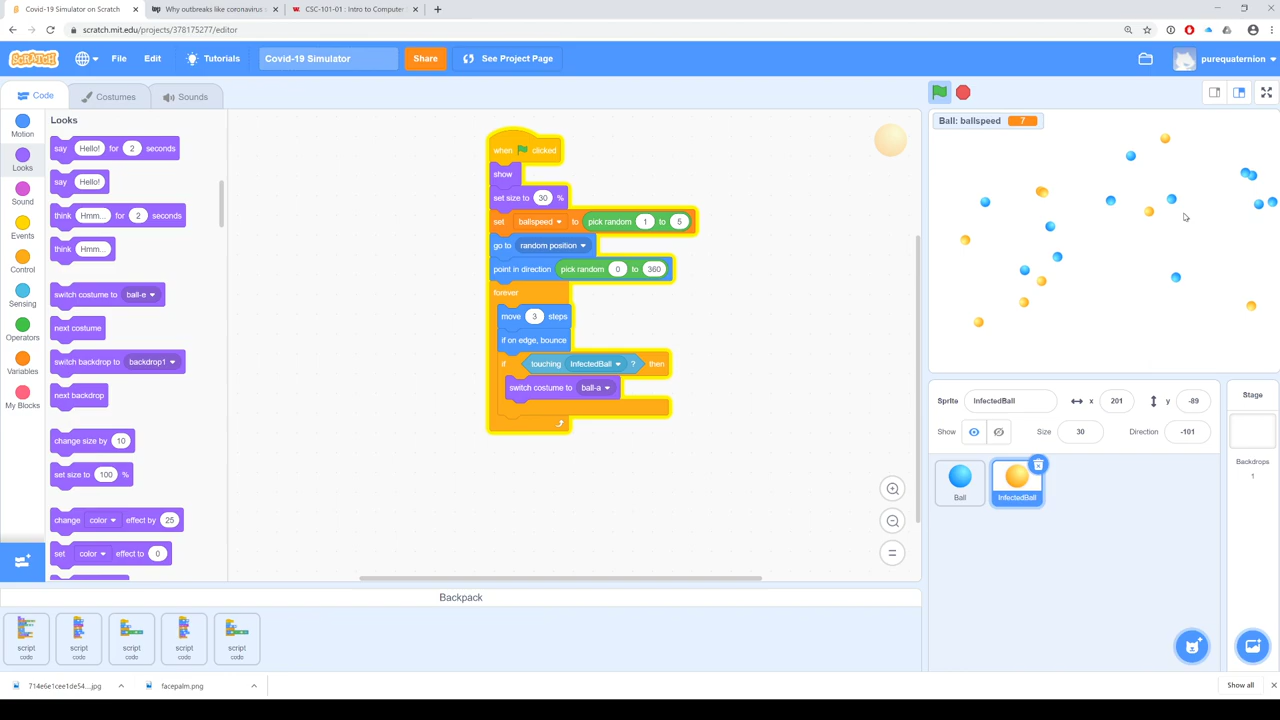 Covid-19 Simulator on Scratch
Why outbreaks like coronavirus
CSC-101-01 : Intro to Computer
scratch.mit.edu/projects/378175277/editor
SCRATCH
File
Edit
Tutorials
Covid-19 Simulator
Share
See Project Page
purequaternion
Code
Costumes
Sounds
Motion
Looks
Sound
Events
Control
Sensing
Operators
Variables
My Blocks
Looks
say Hello! for 2 seconds
say Hello!
think Hmm... for 2 seconds
think Hmm...
switch costume to ball-e
next costume
switch backdrop to backdrop1
next backdrop
change size by 10
set size to 100 %
change color effect by 25
set color effect to 0
when clicked
show
set size to 30 %
set ballspeed to pick random 1 to 5
go to random position
point in direction pick random 0 to 360
forever
move 3 steps
if on edge, bounce
if touching InfectedBall ? then
switch costume to ball-a
Ball: ballspeed 7
Sprite InfectedBall x 201 y -89
Show Size 30 Direction -101
Ball
InfectedBall
Stage
Backdrops
1
Backpack
script
code
script
code
script
code
script
code
script
code
714e6e1cee1de54....jpg
facepalm.png
Show all